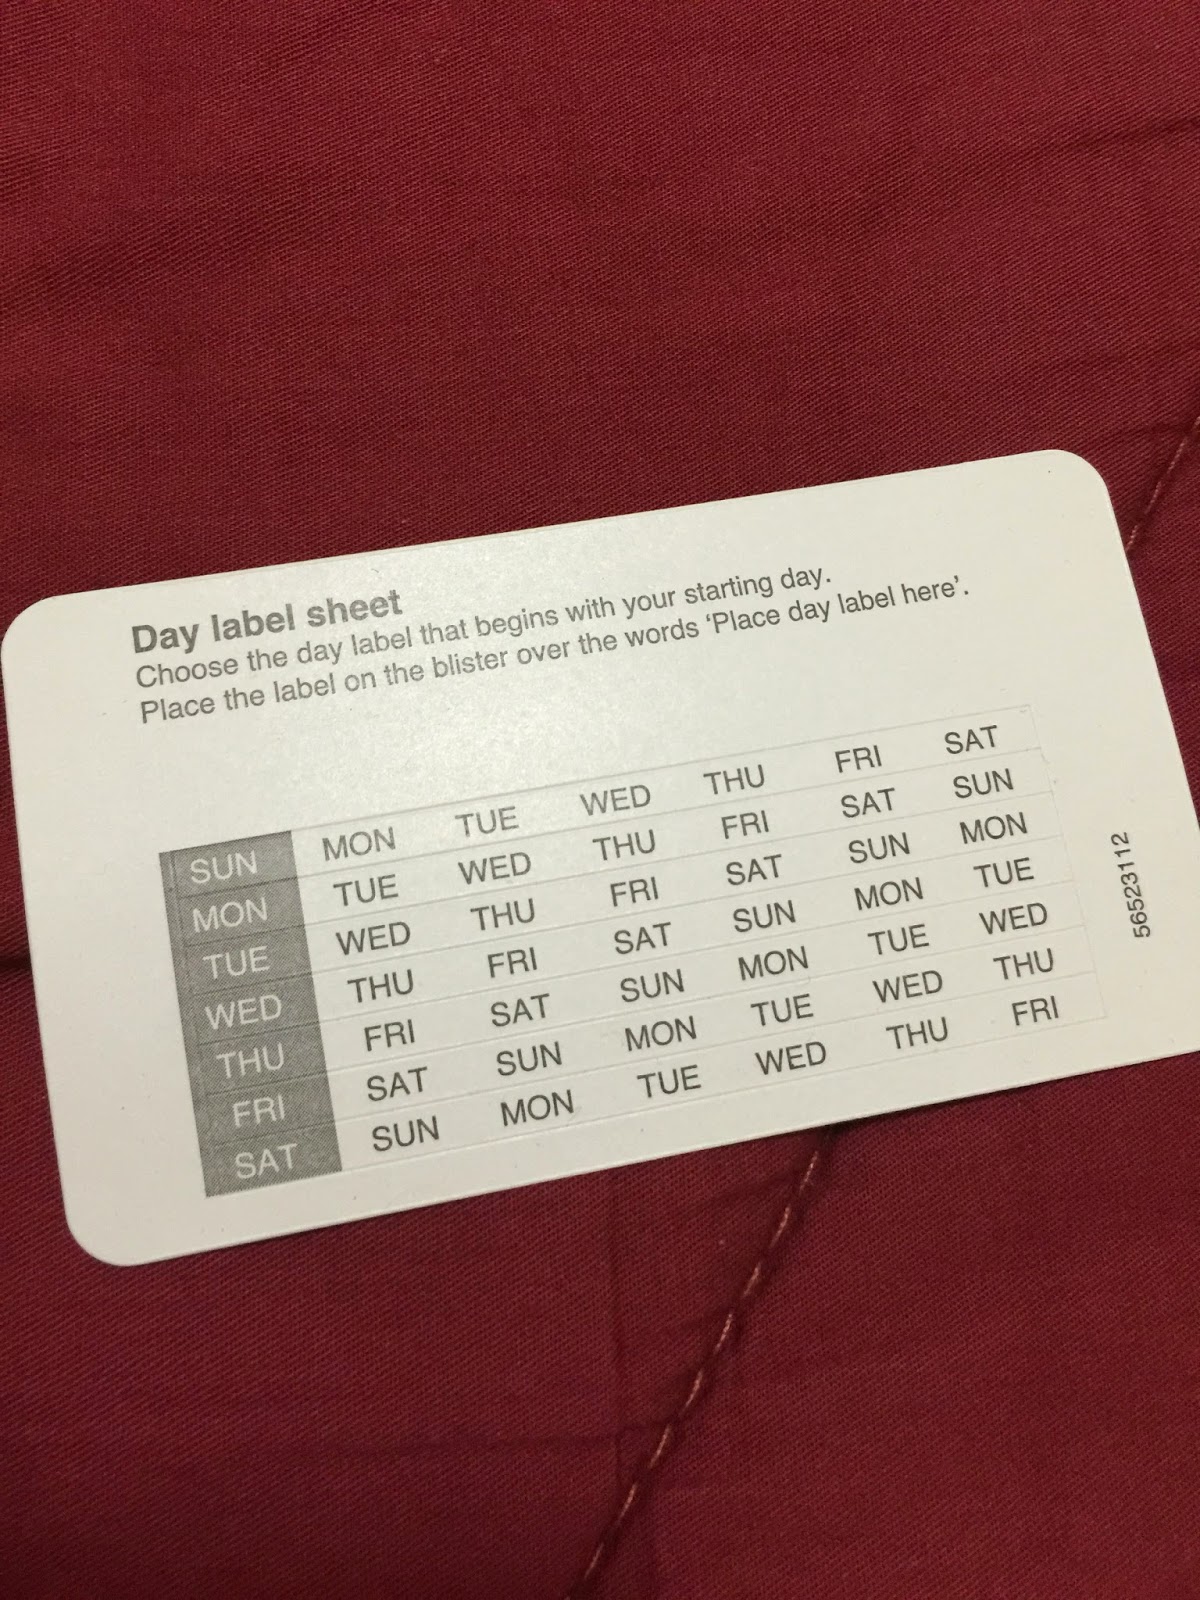 Day label sheet
Choose the day label that begins with your starting day.
Place the label on the blister over the words ‘Place day label here’.
SUN MON TUE WED THU FRI SAT
MON TUE WED THU FRI SAT SUN
TUE WED THU FRI SAT SUN MON
WED THU FRI SAT SUN MON TUE
THU FRI SAT SUN MON TUE WED
FRI SAT SUN MON TUE WED THU
SAT SUN MON TUE WED THU FRI
56523112